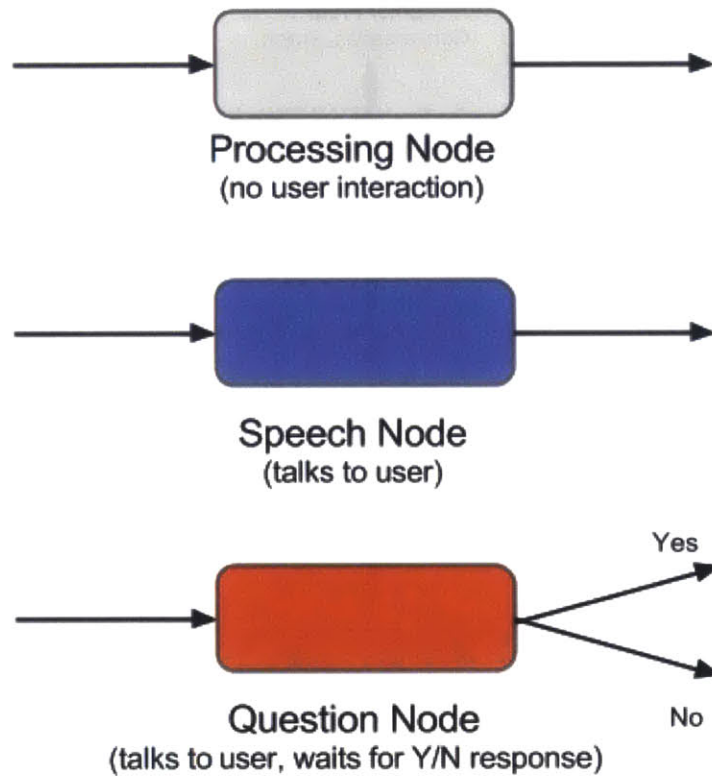 Processing Node
(no user interaction)
Speech Node
(talks to user)
Yes
No
Question Node
(talks to user, waits for Y/N response)